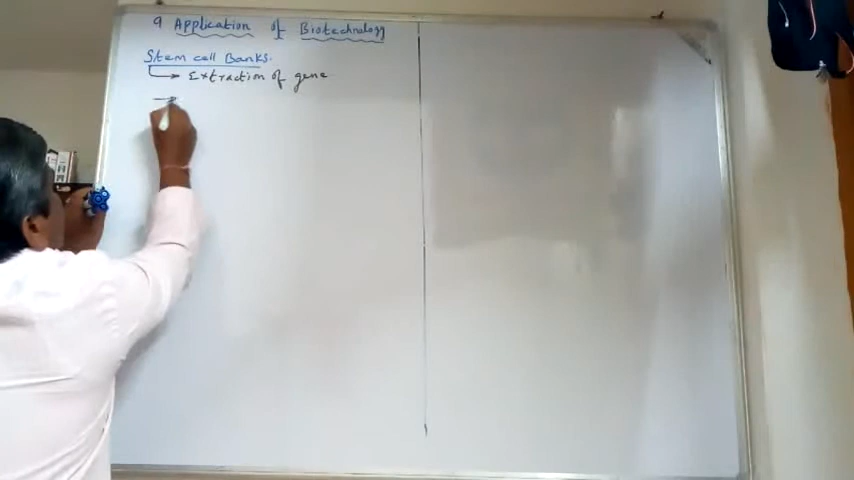 9 Application of Biotechnology
Stem cell Banks.
→ Extraction of gene
→